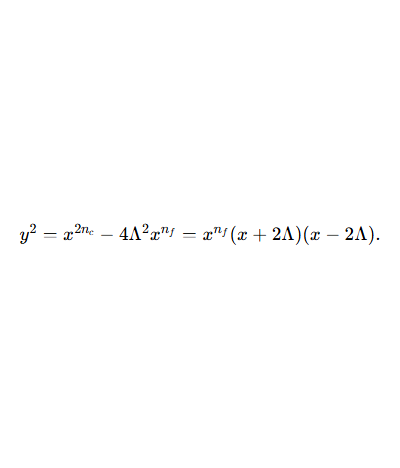 $y^2 = x^{2n_c} - 4\Lambda^2 x^{n_f} = x^{n_f}(x + 2\Lambda)(x - 2\Lambda).$